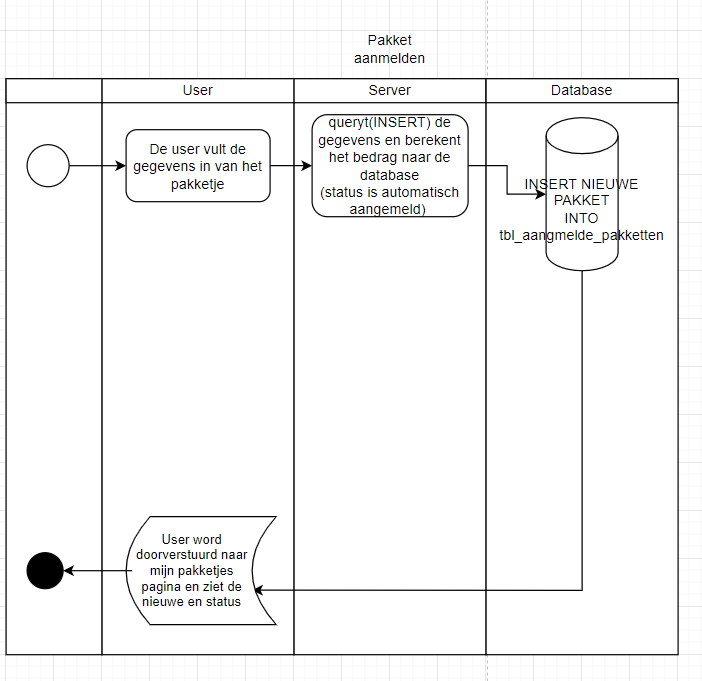 Pakket
aanmelden
User
Server
Database
De user vult de
gegevens in van het
pakketje
queryt(INSERT) de
gegevens en berekent
het bedrag naar de
database
(status is automatisch
aangemeld)
INSERT NIEUWE
PAKKET
INTO
tbl_aangmelde_pakketten
User word
doorverstuurd naar
mijn pakketjes
pagina en ziet de
nieuwe en status